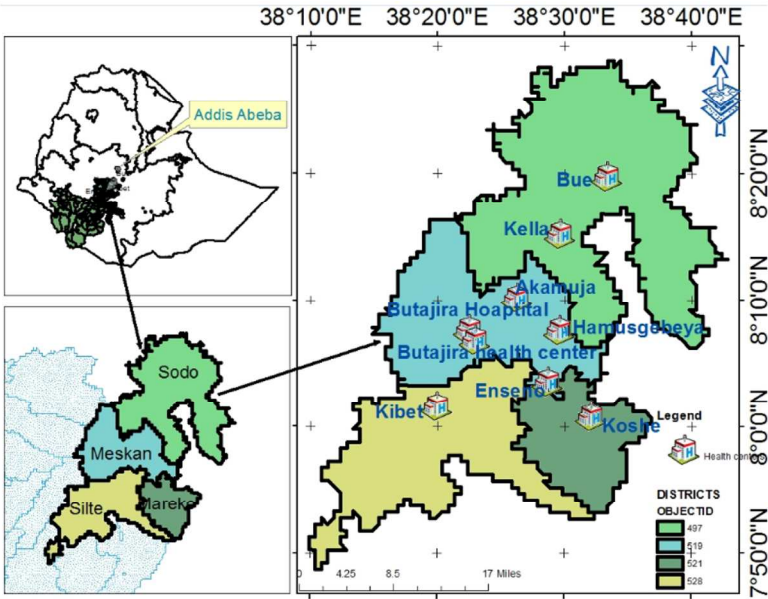 38°10'0"E 38°20'0"E 38°30'0"E 38°40'0"E
Addis Abeba
N
8°20'0"N
8°10'0"N
8°0'0"N
7°50'0"N
Bue
Kella
Akamuja
Butajira Hoaptital
Hamusgebeya
Butajira health center
Enseno
Kibet
Koshe
Sodo
Meskan
Silte
Mareko
Legend
Health
DISTRICTS
OBJECTID
497
519
521
528
0 4.25 8.5 17 Miles